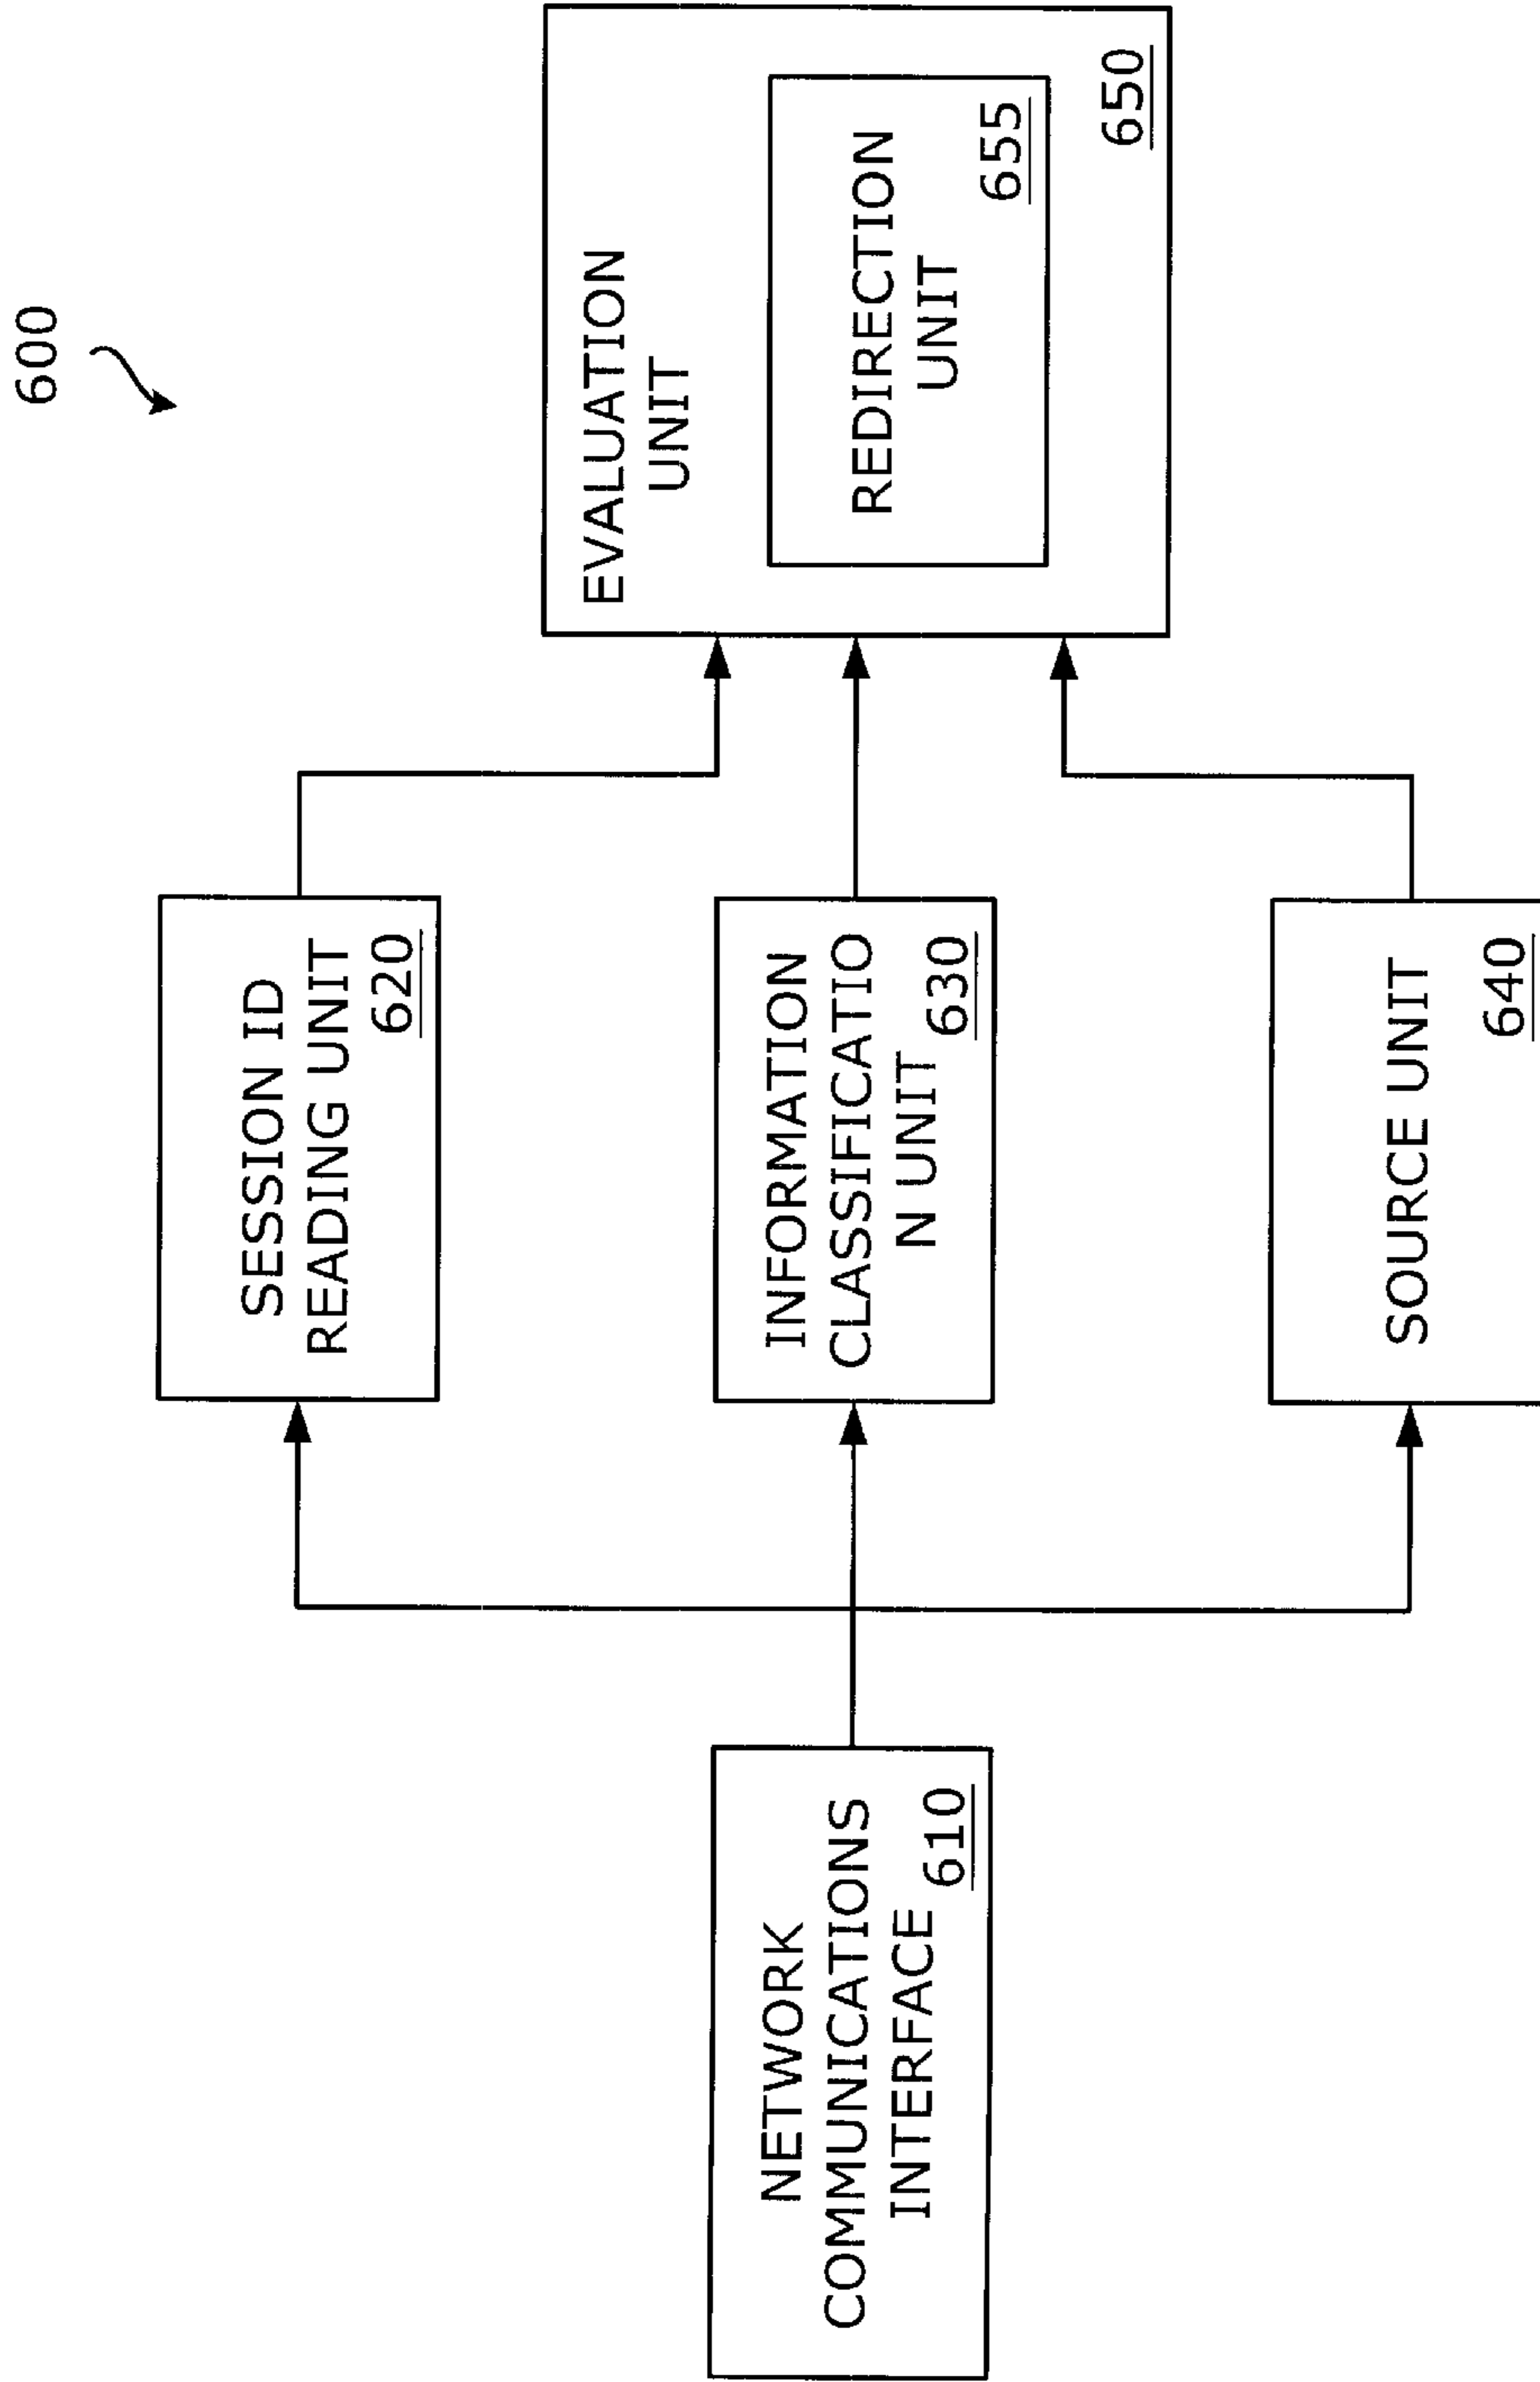 600
NETWORK
COMMUNICATIONS
INTERFACE
610
SESSION ID
READING UNIT
620
INFORMATION
CLASSIFICATIO
N UNIT
630
SOURCE UNIT
640
EVALUATION
UNIT
REDIRECTION
UNIT
655
650